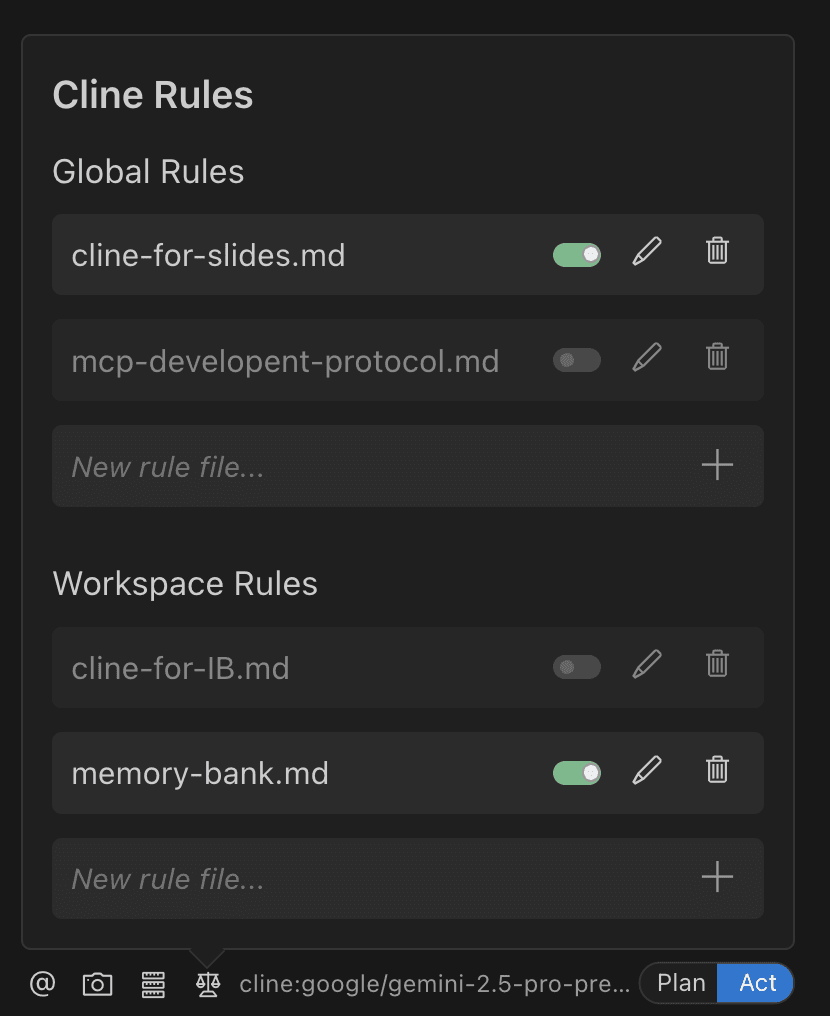 Cline Rules
Global Rules
cline-for-slides.md
mcp-developent-protocol.md
New rule file...
Workspace Rules
cline-for-IB.md
memory-bank.md
New rule file...
@ cline:google/gemini-2.5-pro-pre... Plan Act